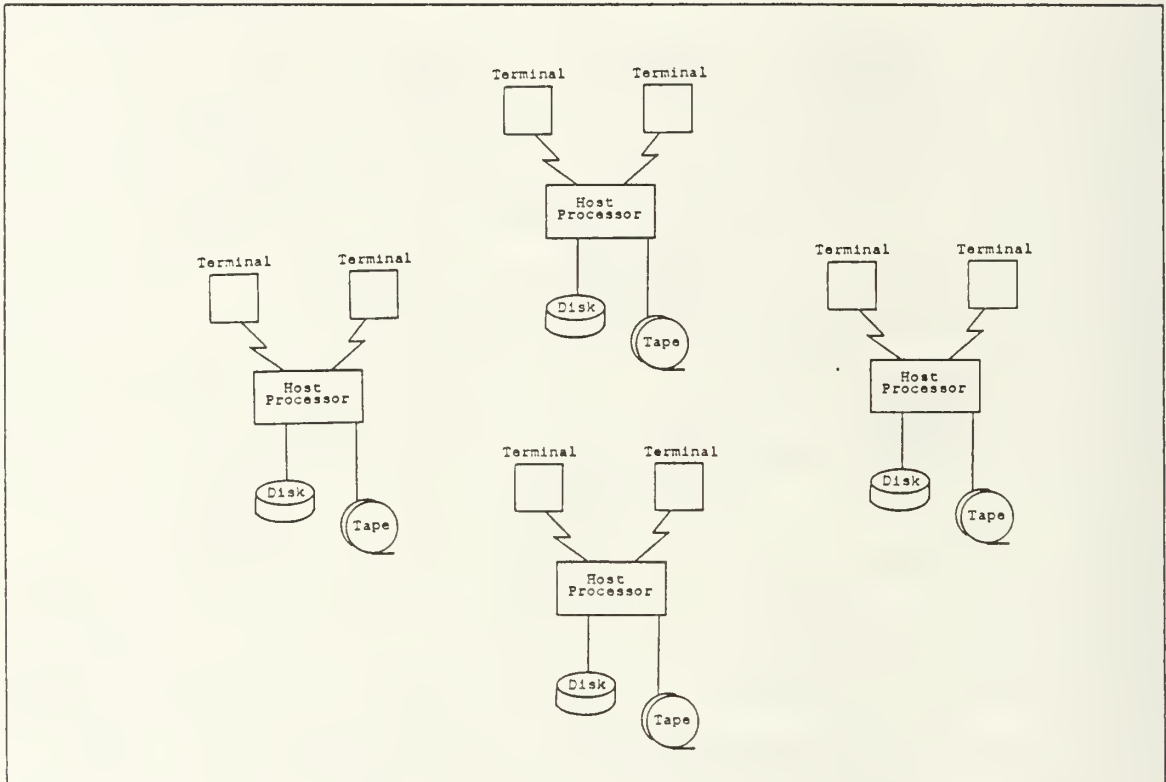 Terminal Terminal
Host
Processor
Disk
Tape
Terminal Terminal
Host
Processor
Disk
Tape
Terminal Terminal
Host
Processor
Disk
Tape
Terminal Terminal
Host
Processor
Disk
Tape